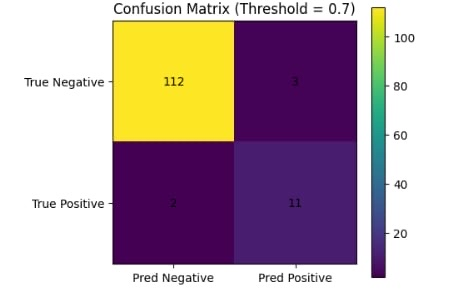 Confusion Matrix (Threshold = 0.7)
True Negative
112
3
True Positive
2
11
Pred Negative
Pred Positive
100
80
60
40
20